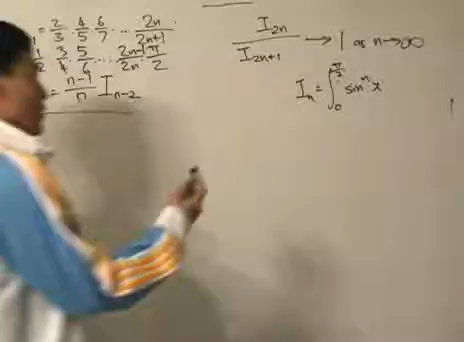 = 2/3 · 4/5 · 6/7 · ... · 2n/2n+1
1/2 · 3/4 · 5/6 ... 2n-1/2n · π/2
= n-1/n I_{n-2}
I_{2n}/I_{2n+1} → 1 as n→∞
I_n = ∫_0^{π/2} sin^n x